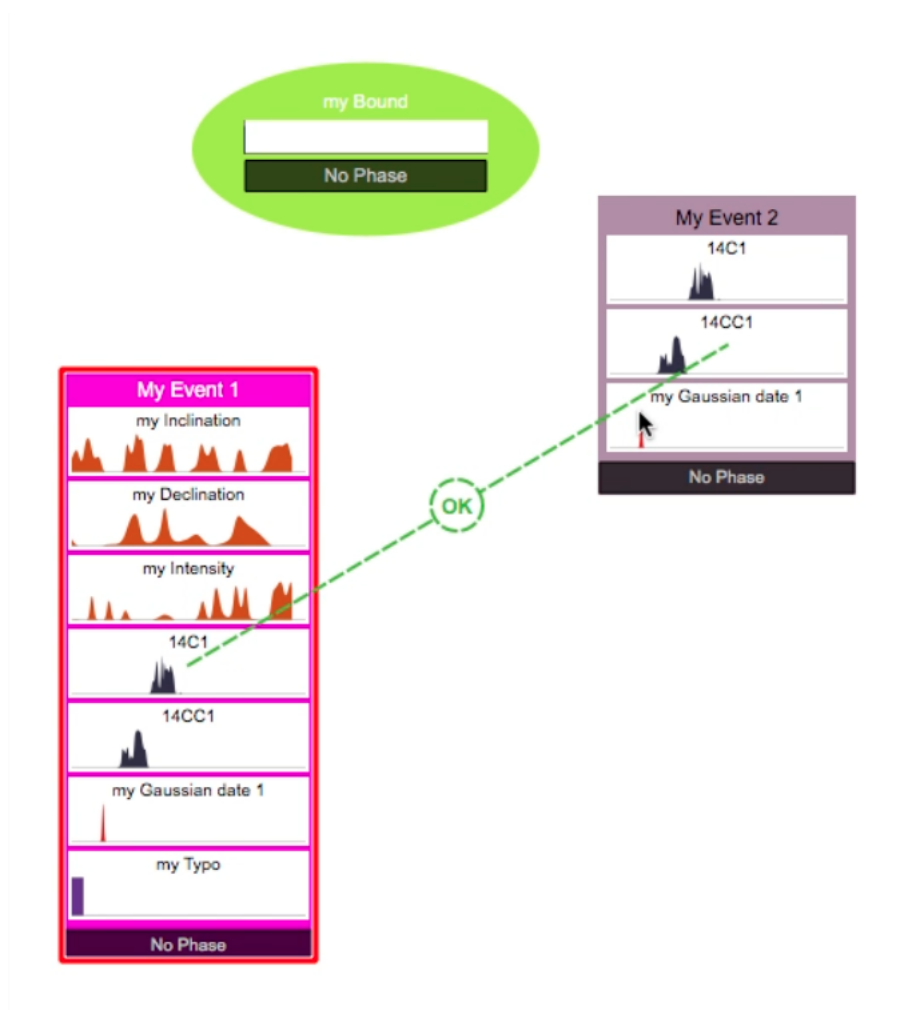 my Bound
No Phase
My Event 2
14C1
14CC1
my Gaussian date 1
No Phase
OK
My Event 1
my Inclination
my Declination
my Intensity
14C1
14CC1
my Gaussian date 1
my Typo
No Phase